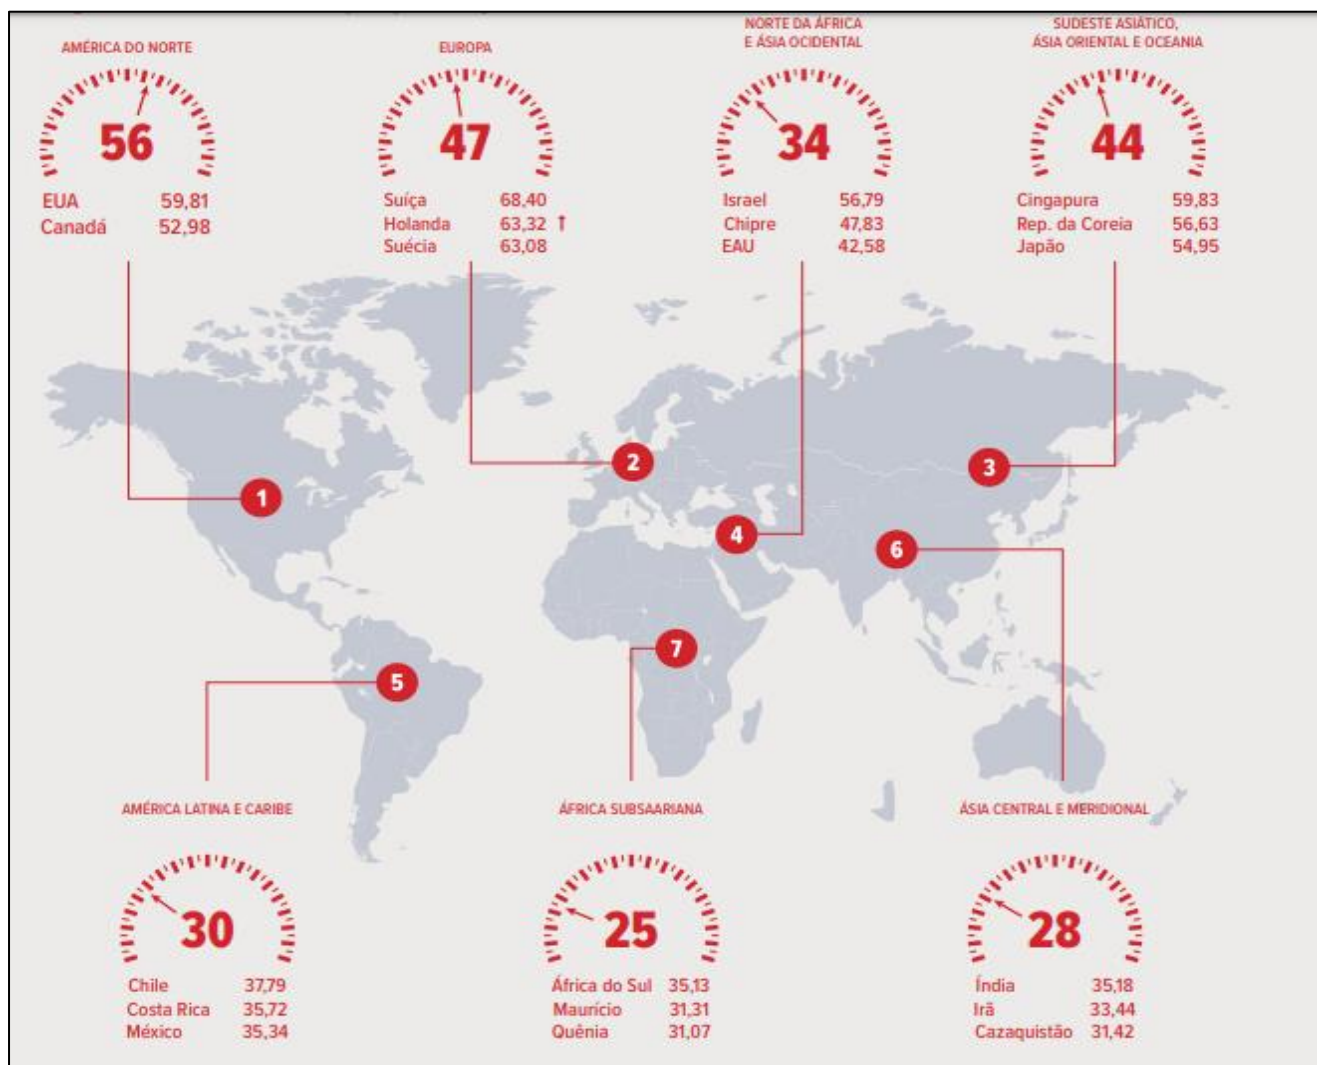 AMÉRICA DO NORTE
56
EUA 59,81
Canadá 52,98
EUROPA
47
Suíça 68,40
Holanda 63,32 ↑
Suécia 63,08
NORTE DA ÁFRICA
E ÁSIA OCIDENTAL
34
Israel 56,79
Chipre 47,83
EAU 42,58
SUDESTE ASIÁTICO,
ÁSIA ORIENTAL E OCEANIA
44
Cingapura 59,83
Rep. da Coreia 56,63
Japão 54,95
1
2
3
4
5
6
7
AMÉRICA LATINA E CARIBE
30
Chile 37,79
Costa Rica 35,72
México 35,34
ÁFRICA SUBSAARIANA
25
África do Sul 35,13
Maurício 31,31
Quênia 31,07
ÁSIA CENTRAL E MERIDIONAL
28
Índia 35,18
Irã 33,44
Cazaquistão 31,42